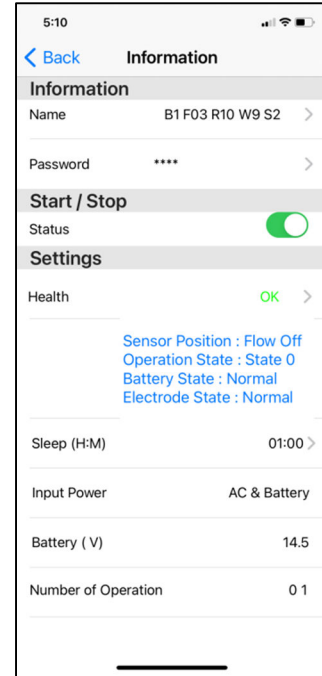 5:10
Back Information
Information
Name B1 F03 R10 W9 S2
Password ****
Start / Stop
Status
Settings
Health OK
Sensor Position : Flow Off
Operation State : State 0
Battery State : Normal
Electrode State : Normal
Sleep (H:M) 01:00
Input Power AC & Battery
Battery ( V) 14.5
Number of Operation 0 1